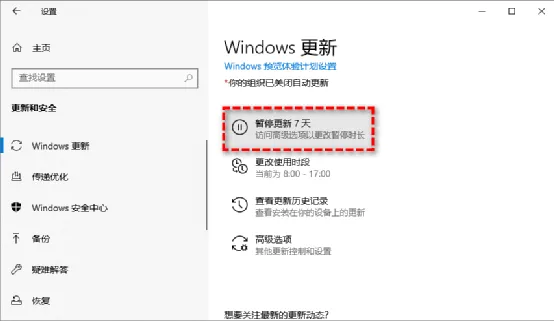 设置
主页
查找设置
更新和安全
Windows 更新
传递优化
Windows 安全中心
备份
疑难解答
恢复
Windows 更新
Windows 预览体验计划设置
*你的组织已关闭自动更新
暂停更新 7 天
访问高级选项以更改暂停时长
更改使用时段
当前为 8:00 - 17:00
查看更新历史记录
查看安装在你的设备上的更新
高级选项
其他更新控制和设置
想要关注最新的更新动态?